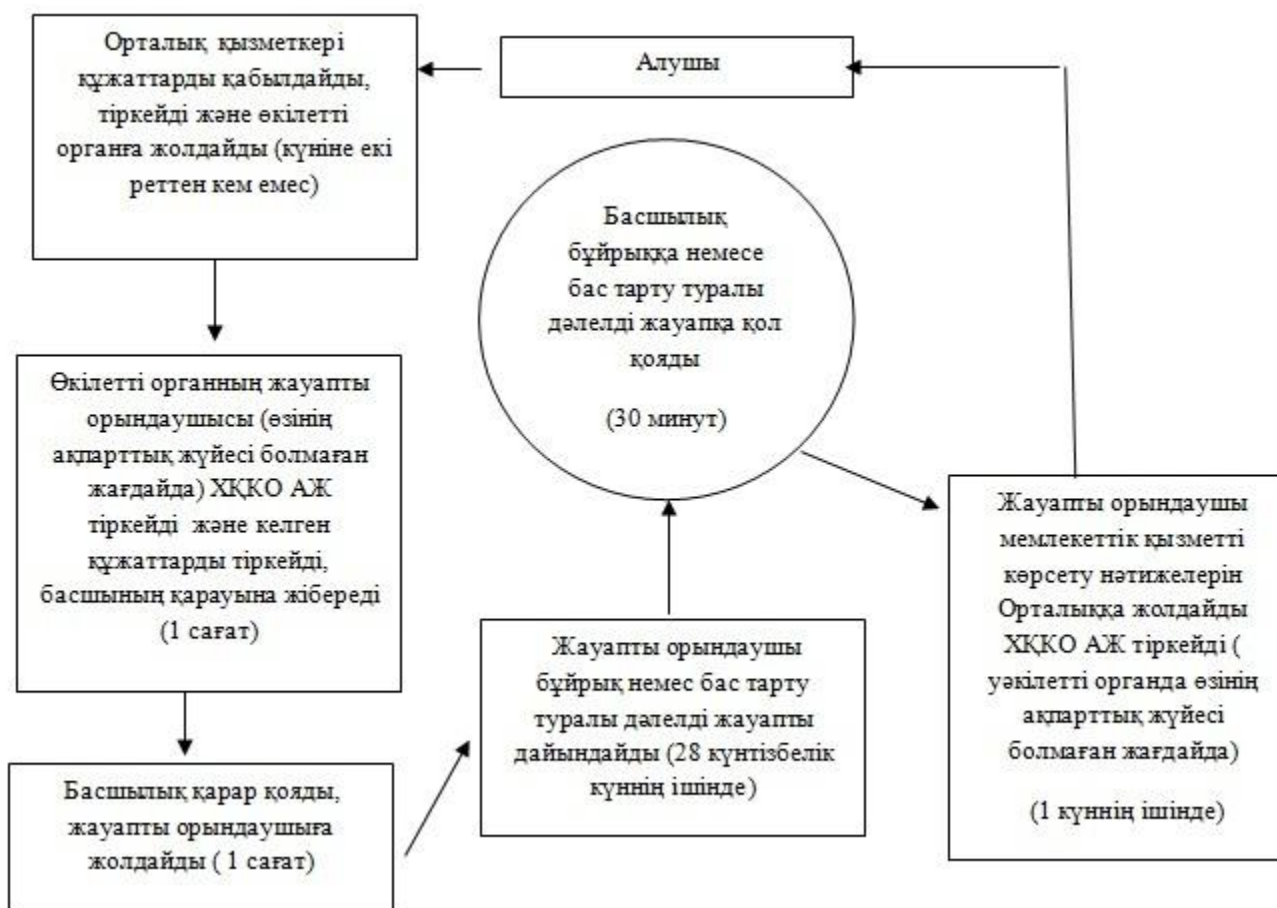 Алушы
Орталық қызметкері
құжаттарды қабылдайды,
тіркейді және өкілетті
органға жолдайды (күніне екі
реттен кем емес)
Өкілетті органның жауапты
орындаушысы (өзінің
ақпарттық жүйесі болмаған
жағдайда) ХҚКО АЖ
тіркейді және келген
құжаттарды тіркейді,
басшының қарауына жібереді
(1 сағат)
Басшылық қарар қояды,
жауапты орындаушыға
жолдайды ( 1 сағат)
Жауапты орындаушы
бұйрық немес бас тарту
туралы дәлелді жауапты
дайындайды (28 күнтізбелік
күннің ішінде)
Басшылық
бұйрыққа немесе
бас тарту туралы
дәлелді жауапқа қол
қояды
(30 минут)
Жауапты орындаушы
мемлекеттік қызметті
көрсету нәтижелерін
Орталыққа жолдайды
ХҚКО АЖ тіркейді (
уәкілетті органда өзінің
ақпарттық жүйесі
болмаған жағдайда)
(1 күннің ішінде)